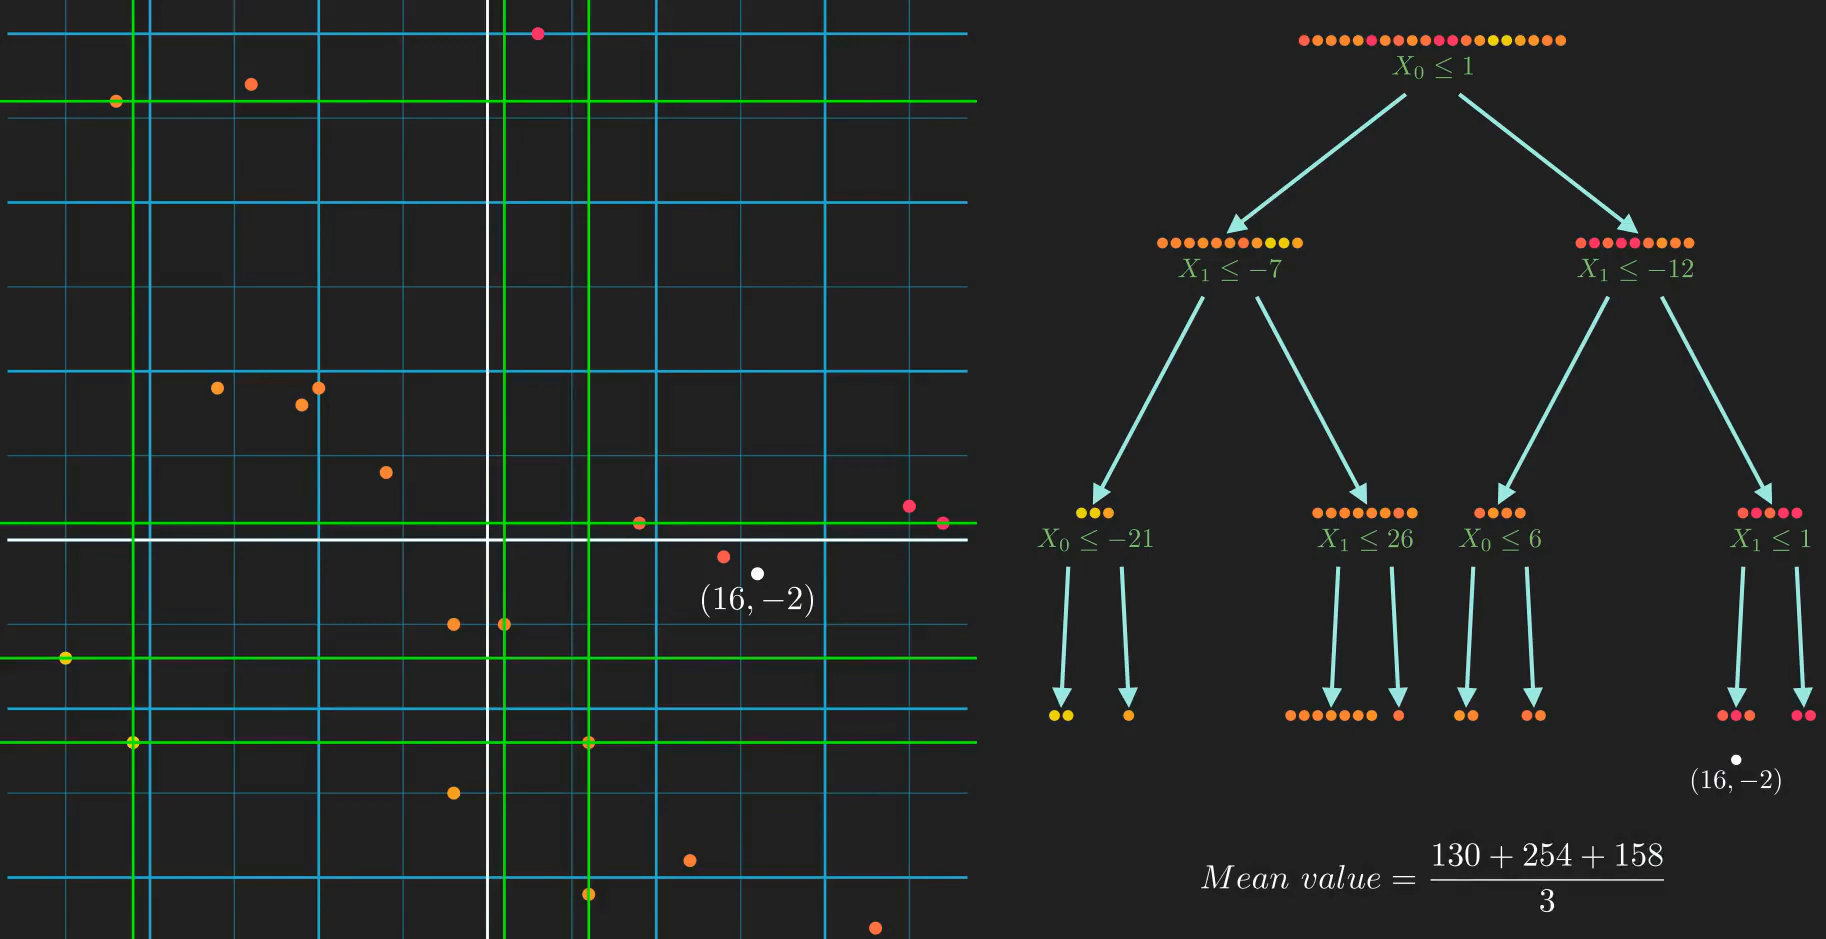 X₀ ≤ 1
X₁ ≤ −7
X₁ ≤ −12
X₀ ≤ −21
X₁ ≤ 26
X₀ ≤ 6
X₁ ≤ 1
(16, −2)
(16, −2)
Mean value = (130 + 254 + 158) / 3